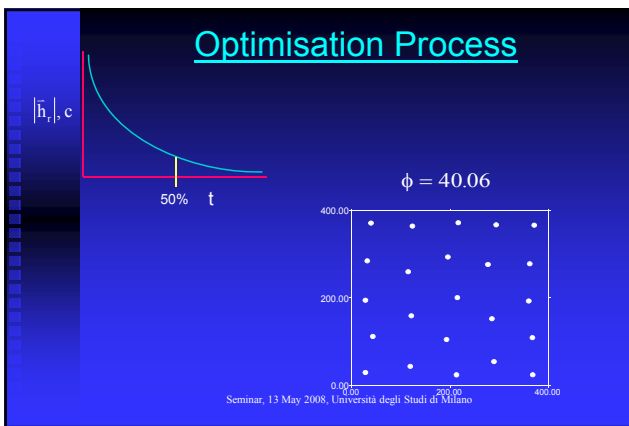 Optimisation Process
|h̄ᵣ|, c
50% t
ϕ = 40.06
400.00
200.00
0.00
0.00 200.00 400.00
Seminar, 13 May 2008, Università degli Studi di Milano